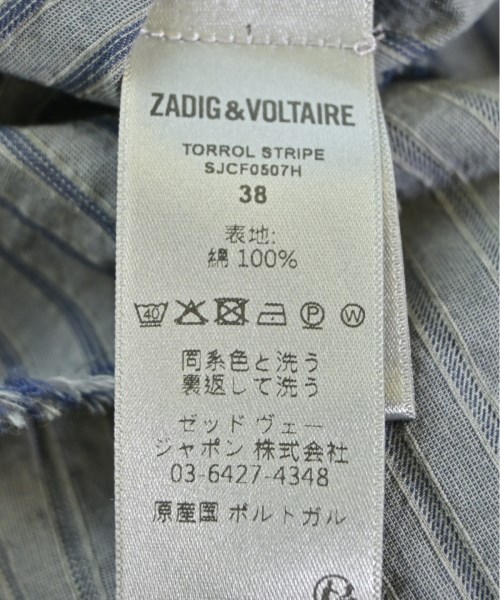 ZADIG & VOLTAIRE
TORROL STRIPE
SJCF0507H
38
表地:
綿 100%
40 P W
同系色と洗う
裏返して洗う
ゼッド ヴェー
ジャポン 株式会社
03-6427-4348
原産国 ポルトガル